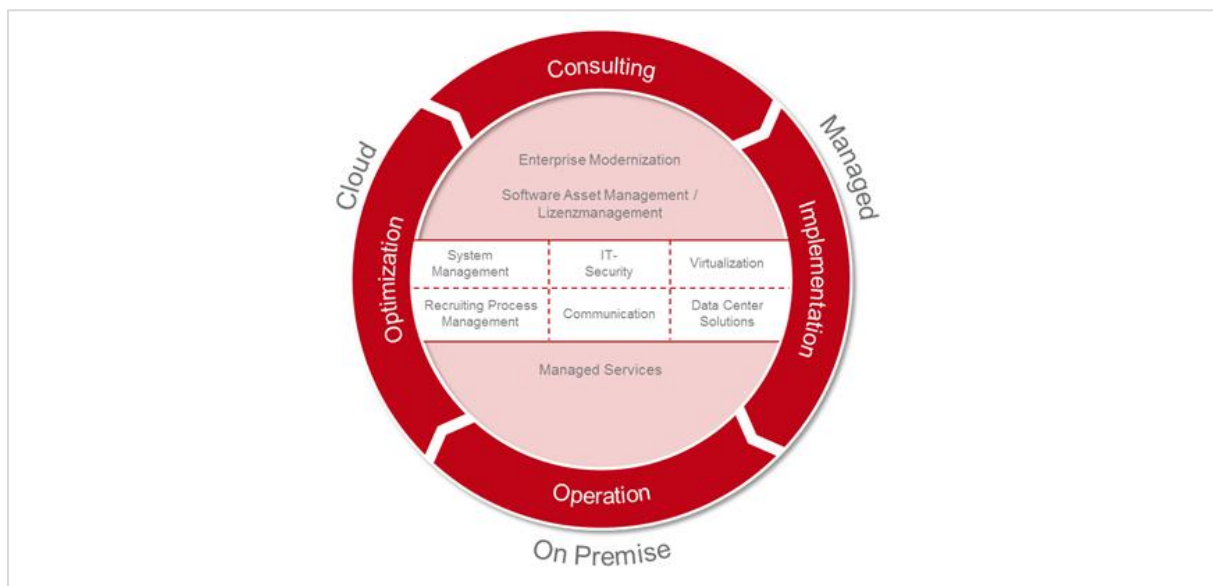 Consulting
Managed
Cloud
Enterprise Modernization
Software Asset Management /
Lizenzmanagement
Optimization
Implementation
System
Management
IT-
Security
Virtualization
Recruiting Process
Management
Communication
Data Center
Solutions
Managed Services
Operation
On Premise